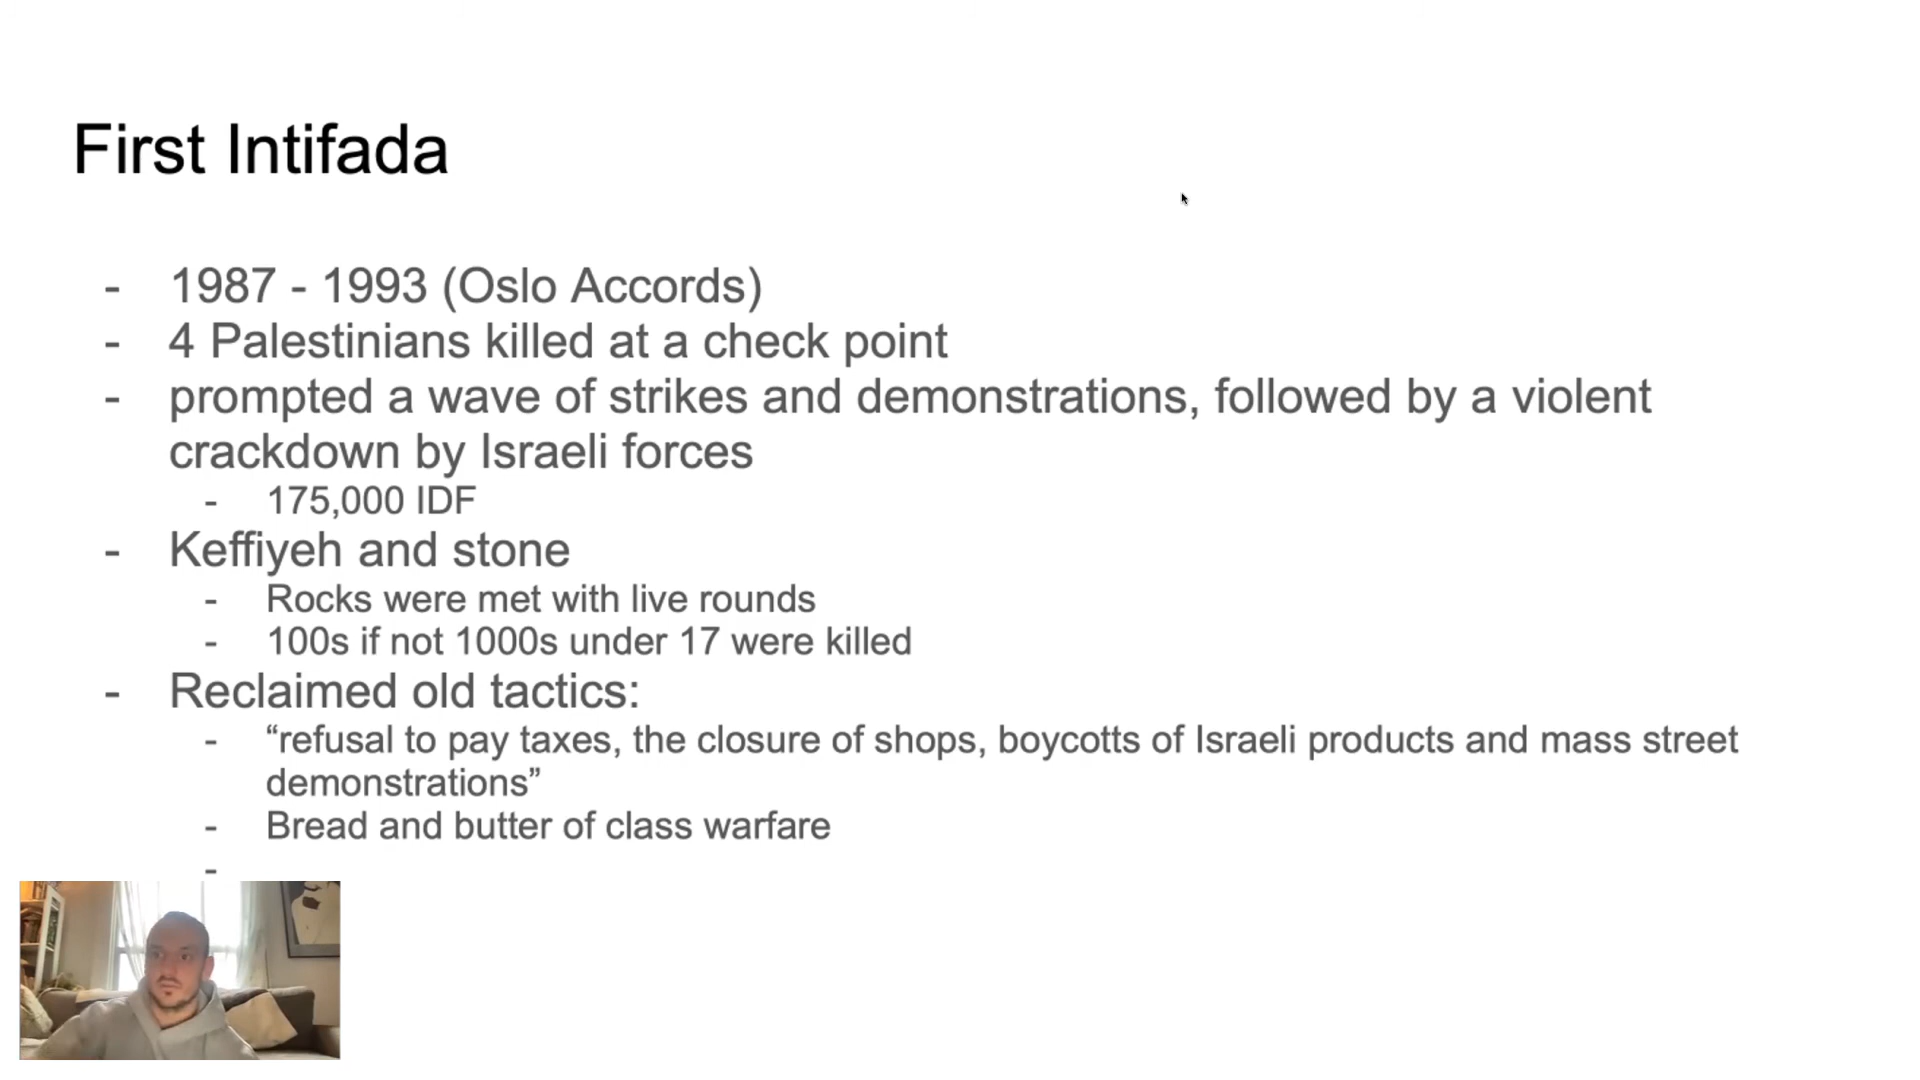 First Intifada
- 1987 - 1993 (Oslo Accords)
- 4 Palestinians killed at a check point
- prompted a wave of strikes and demonstrations, followed by a violent
crackdown by Israeli forces
- 175,000 IDF
- Keffiyeh and stone
- Rocks were met with live rounds
- 100s if not 1000s under 17 were killed
- Reclaimed old tactics:
- “refusal to pay taxes, the closure of shops, boycotts of Israeli products and mass street
demonstrations”
- Bread and butter of class warfare
-